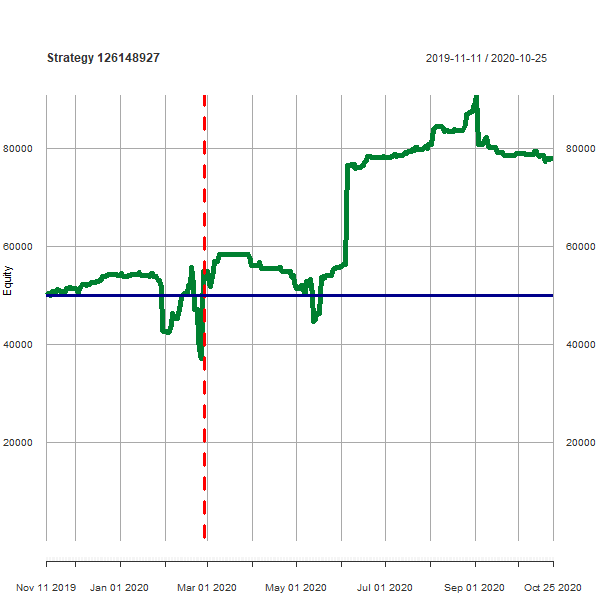 Strategy 126148927
2019-11-11 / 2020-10-25
80000
80000
60000
60000
Equity
40000
40000
20000
20000
Nov 11 2019
Jan 01 2020
Mar 01 2020
May 01 2020
Jul 01 2020
Sep 01 2020
Oct 25 2020